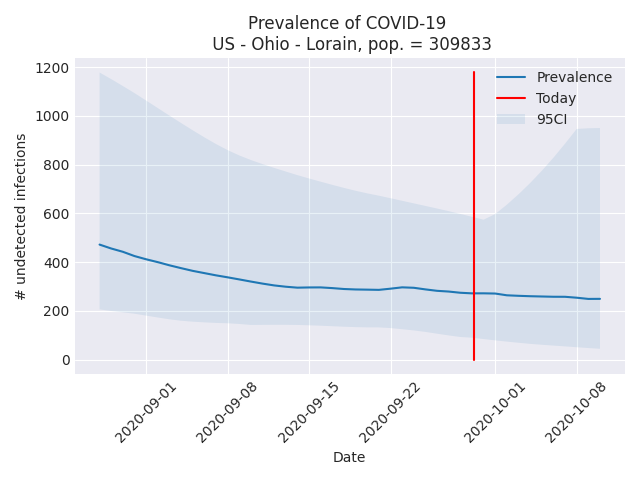 Prevalence of COVID-19
US - Ohio - Lorain, pop. = 309833
1200
1000
800
600
400
200
0
# undetected infections
Prevalence
Today
95CI
2020-09-01
2020-09-08
2020-09-15
2020-09-22
2020-10-01
2020-10-08
Date